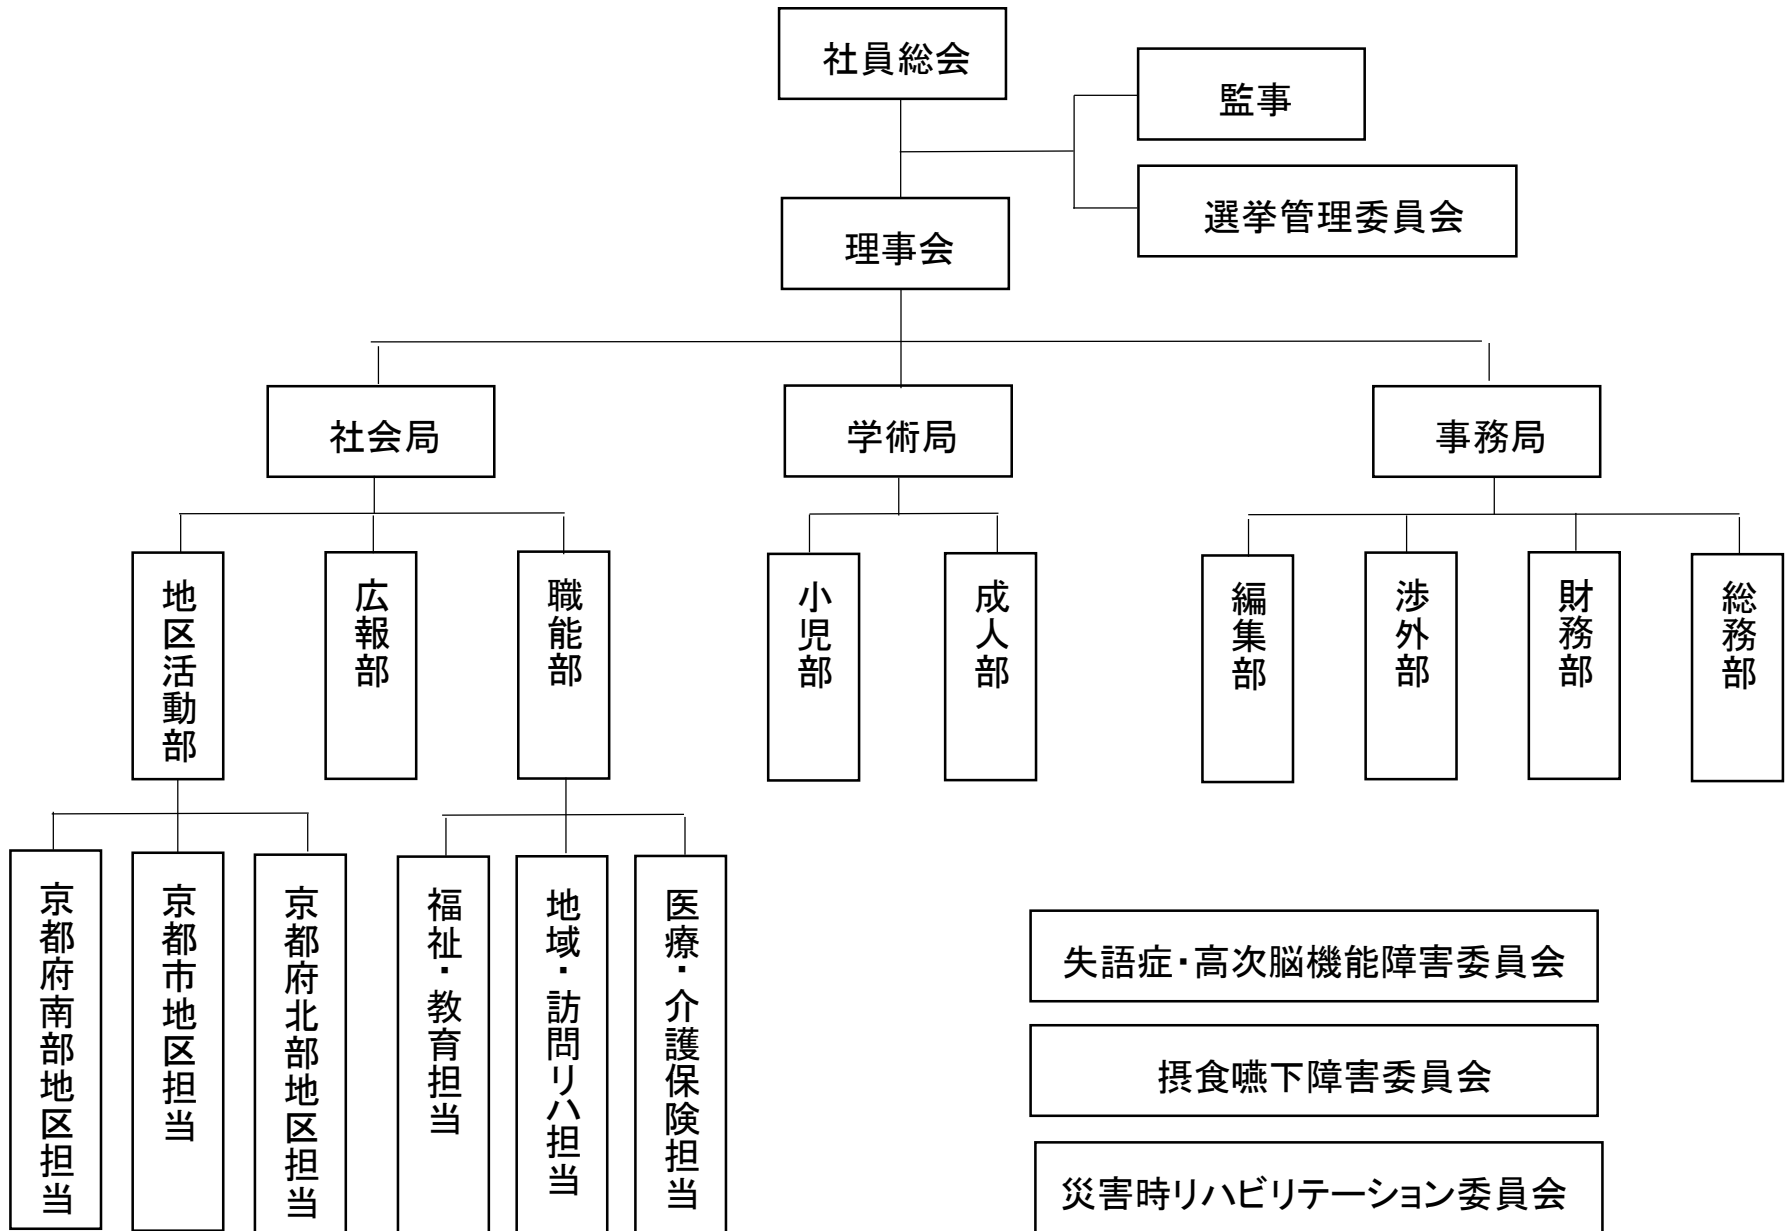 社員総会
監事
選挙管理委員会
理事会
社会局
学術局
事務局
地区活動部
広報部
職能部
小児部
成人部
編集部
渉外部
財務部
総務部
京都府南部地区担当
京都市地区担当
京都府北部地区担当
福祉・教育担当
地域・訪問リハ担当
医療・介護保険担当
失語症・高次脳機能障害委員会
摂食嚥下障害委員会
災害時リハビリテーション委員会